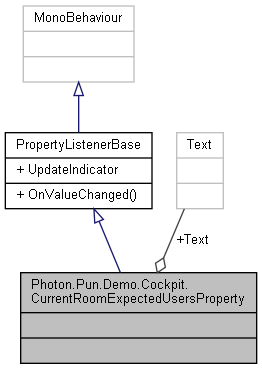 MonoBehaviour
PropertyListenerBase
+ UpdateIndicator
+ OnValueChanged()
Text
+Text
Photon.Pun.Demo.Cockpit.
CurrentRoomExpectedUsersProperty